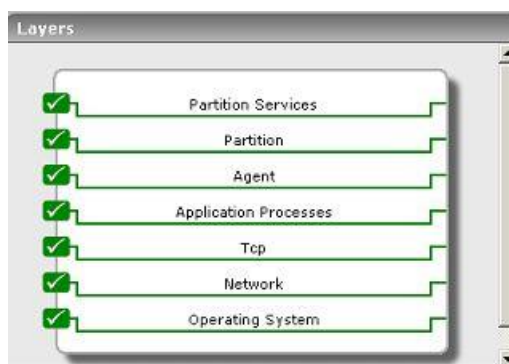 Layers
Partition Services
Partition
Agent
Application Processes
Tcp
Network
Operating System